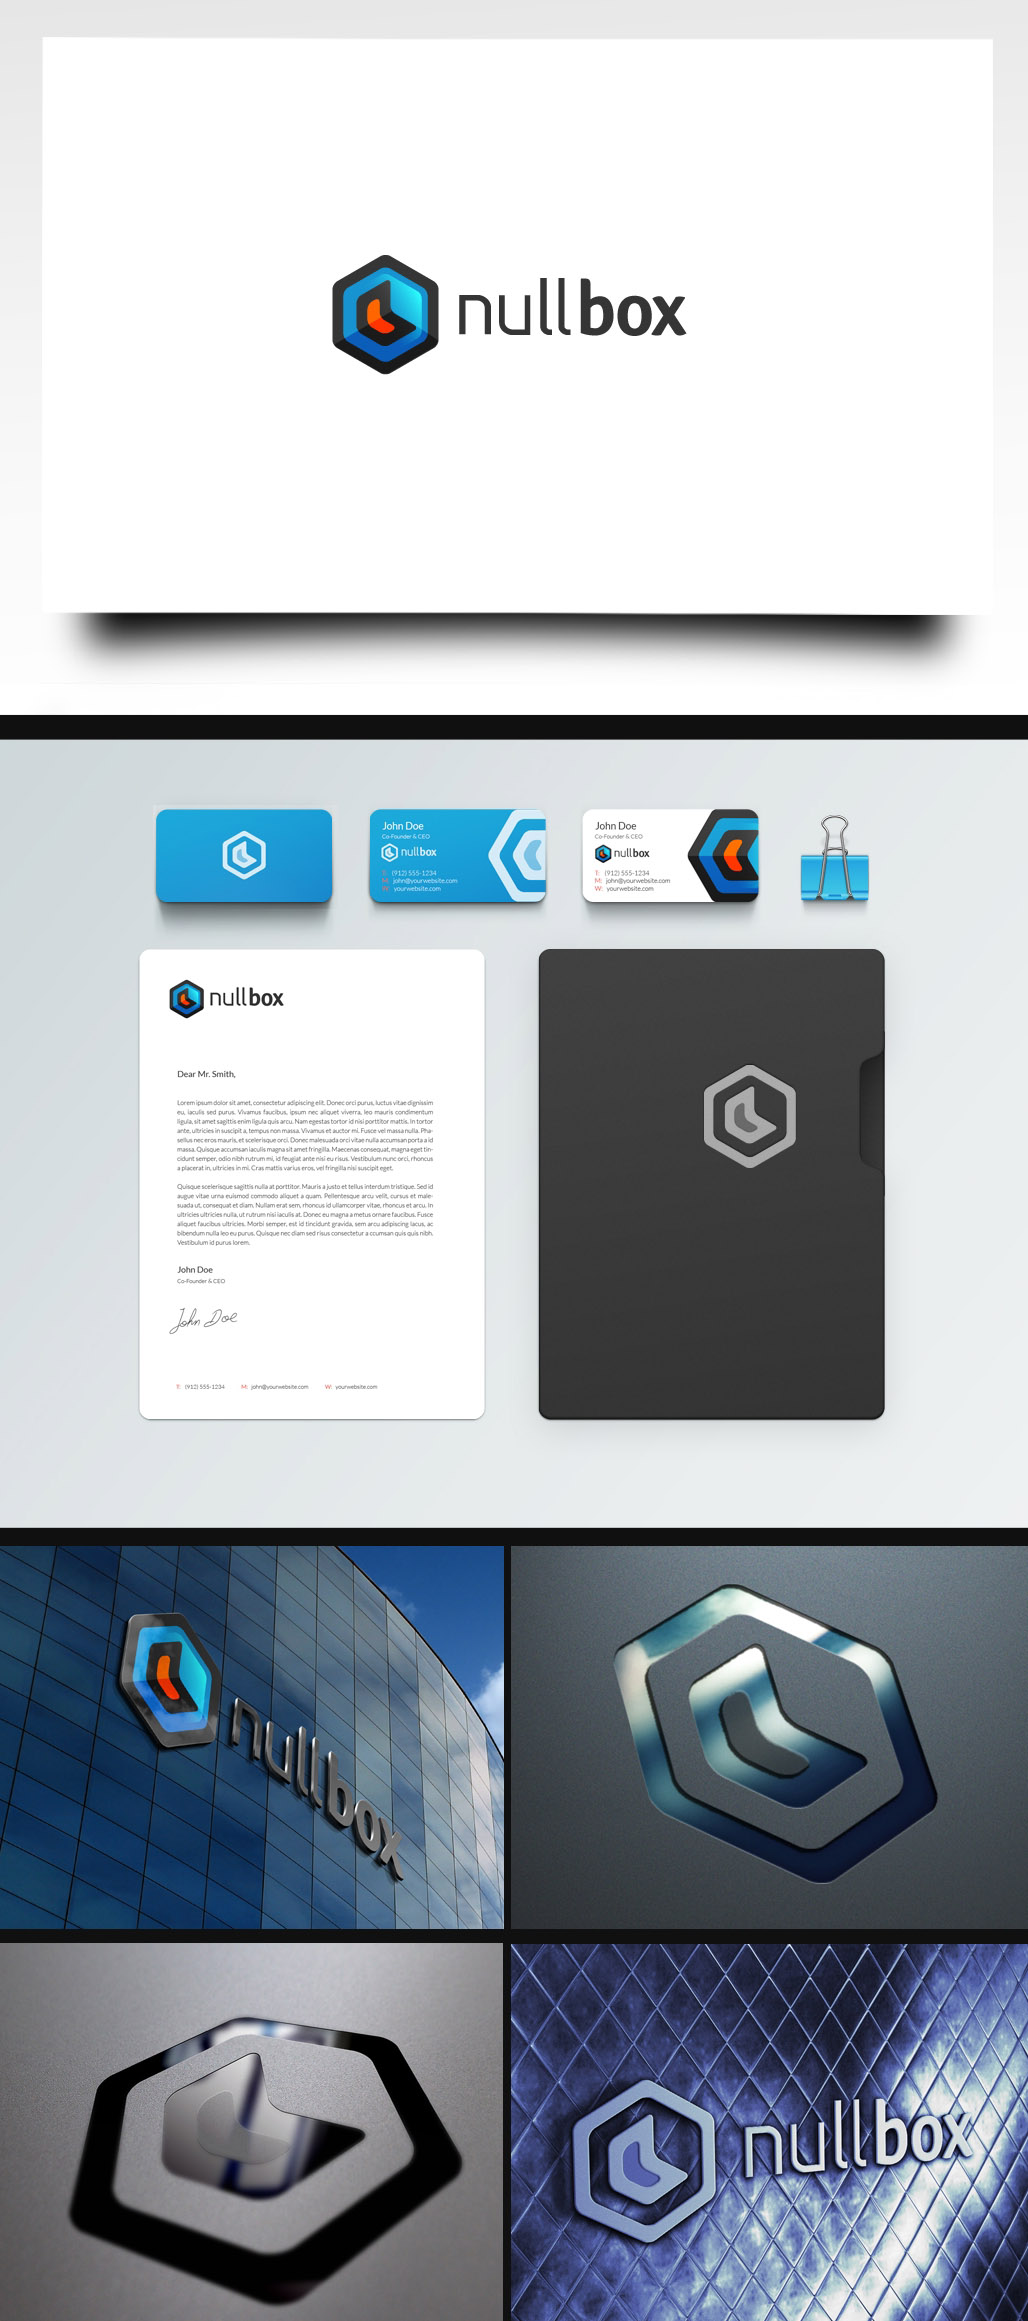 nullbox
John Doe
Co-Founder & CEO
nullbox
T: (912) 555-1234
M: john@yourwebsite.com
W: yourwebsite.com
John Doe
Co-Founder & CEO
nullbox
T: (912) 555-1234
M: john@yourwebsite.com
W: yourwebsite.com
nullbox
Dear Mr. Smith,
Lorem ipsum dolor sit amet, consectetur adipiscing elit. Donec orci purus, luctus vitae dignissim
eu, iaculis sed purus. Vivamus faucibus, ipsum nec aliquet viverra, leo mauris condimentum
ligula, sit amet sagittis enim ligula quis arcu. Nam egestas tortor id nisi porttitor mattis. In tortor
ante, ultricies in suscipit a, tempus non massa. Vivamus et auctor mi. Fusce vel massa nulla. Pha-
sellus nec eros mauris, et scelerisque orci. Donec malesuada orci vitae nulla accumsan porta a id
massa. Quisque accumsan iaculis magna sit amet fringilla. Maecenas consequat, magna eget tin-
cidunt semper, odio nibh rutrum mi, id feugiat ante nisi eu risus. Vestibulum nunc orci, rhoncus
a placerat in, ultricies in mi. Cras mattis varius eros, vel fringilla nisi suscipit eget.
Quisque scelerisque sagittis nulla at porttitor. Mauris a justo et tellus interdum tristique. Sed id
augue vitae urna euismod commodo aliquet a quam. Pellentesque arcu velit, cursus et male-
suada ut, consequat et diam. Nullam erat sem, rhoncus id ullamcorper vitae, rhoncus et arcu. In
ultricies ultricies nulla, ut rutrum nisi iaculis at. Donec eu magna a metus ornare faucibus. Fusce
aliquet faucibus ultricies. Morbi semper, est id tincidunt gravida, sem arcu adipiscing lacus, ac
bibendum nulla leo eu purus. Quisque nec diam sed risus consectetur a ccumsan quis quis nibh.
Vestibulum id purus lorem.
John Doe
Co-Founder & CEO
John Doe
T: (912) 555-1234 M: john@yourwebsite.com W: yourwebsite.com
nullbox
nullbox